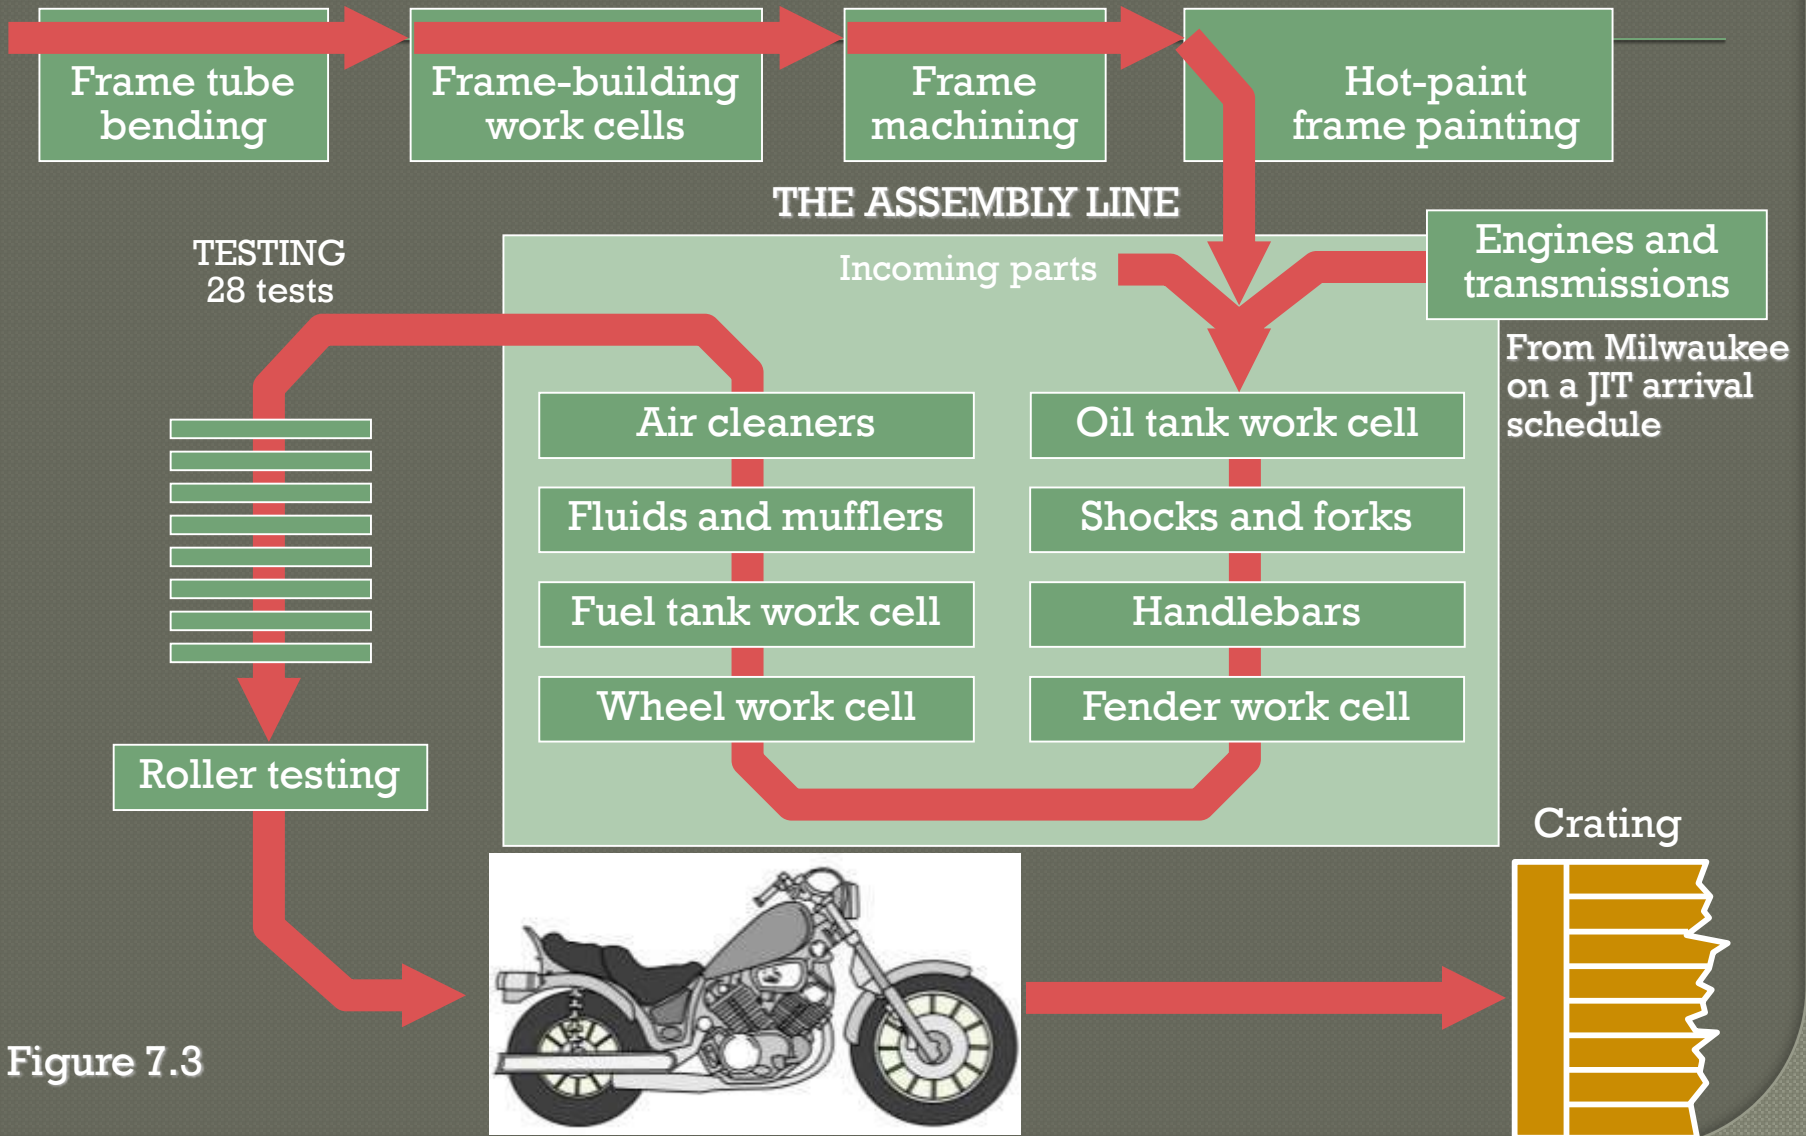 Frame tube
bending
Frame-building
work cells
Frame
machining
Hot-paint
frame painting
THE ASSEMBLY LINE
TESTING
28 tests
Incoming parts
Engines and
transmissions
From Milwaukee
on a JIT arrival
schedule
Air cleaners
Oil tank work cell
Fluids and mufflers
Shocks and forks
Fuel tank work cell
Handlebars
Wheel work cell
Fender work cell
Roller testing
Crating
Figure 7.3